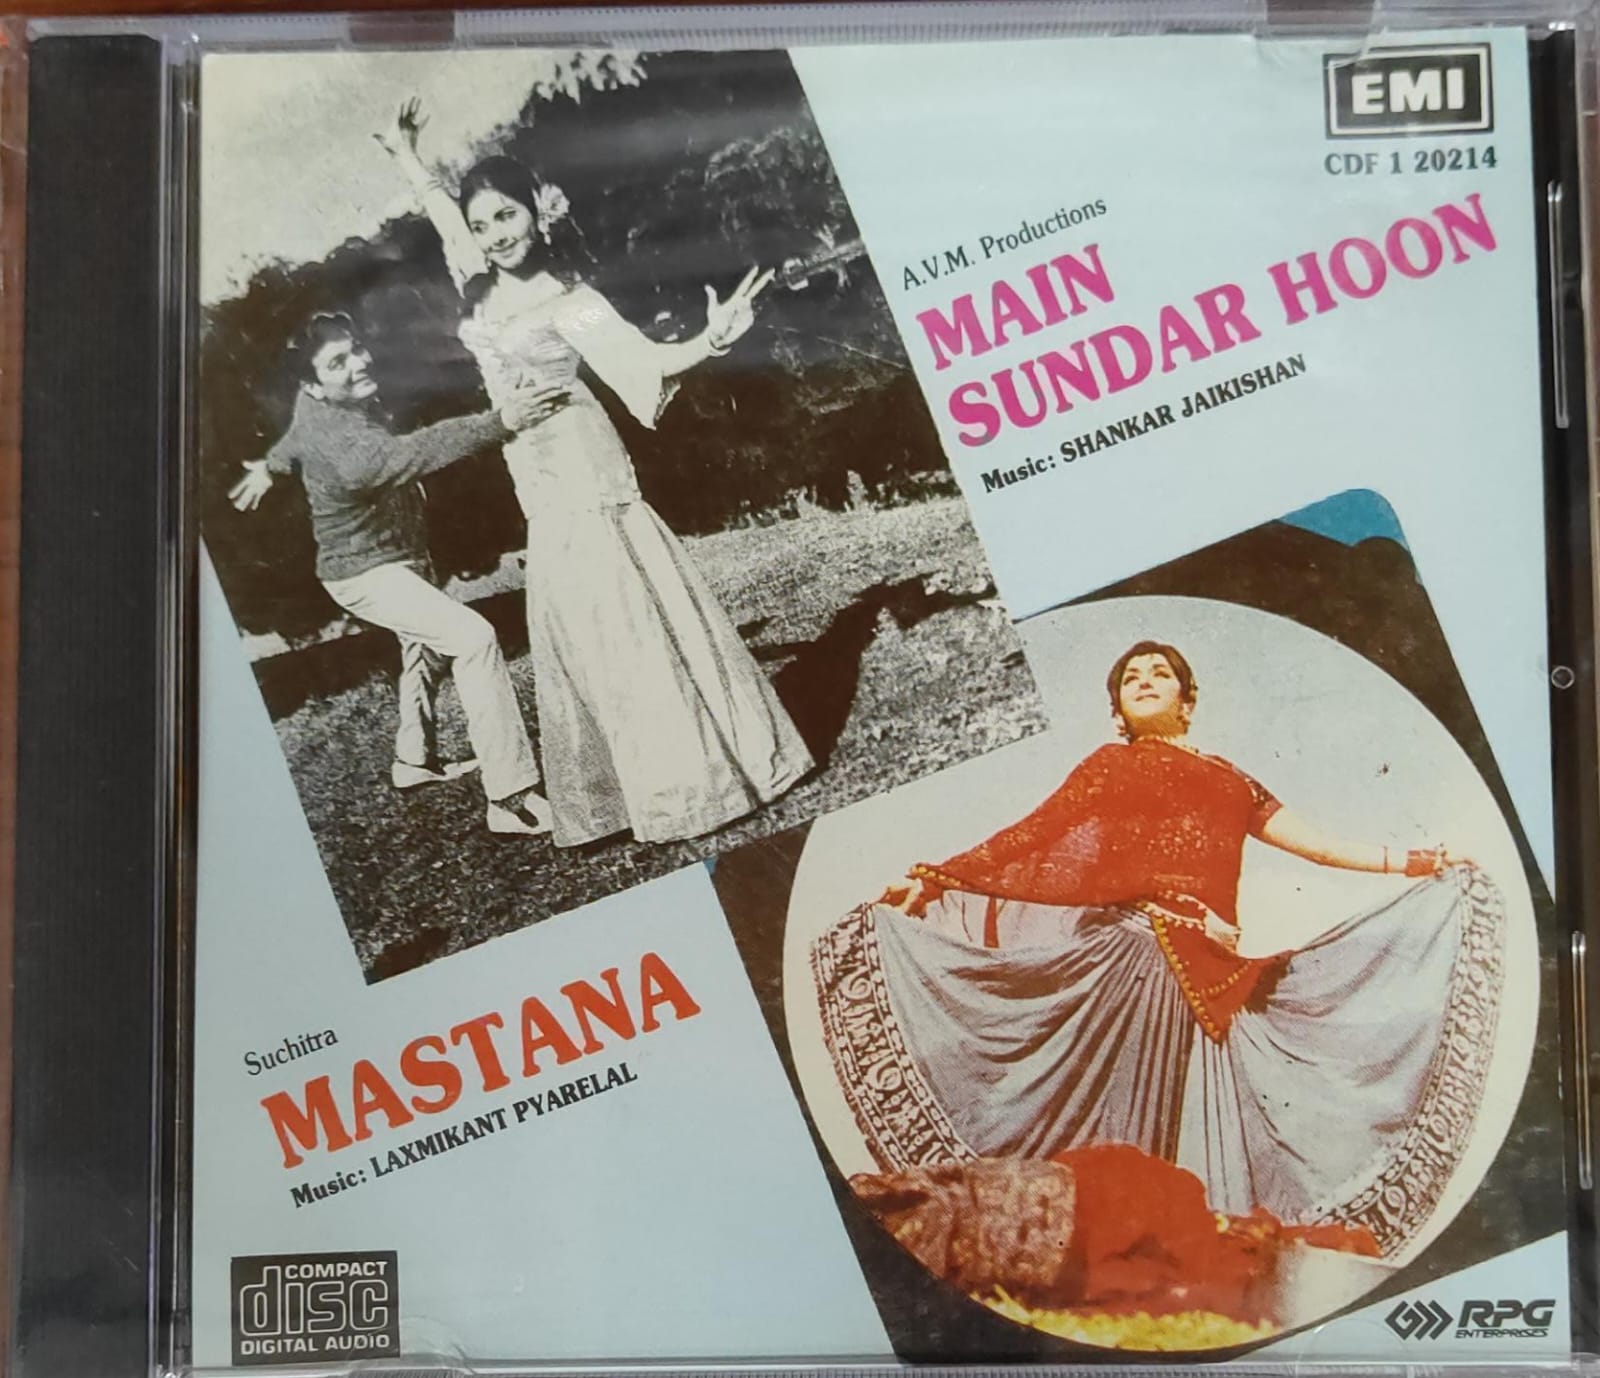 EMI
CDF 1 20214
A.V.M. Productions
MAIN
SUNDAR HOON
Music: SHANKAR JAIKISHAN
Suchitra
MASTANA
Music: LAXMIKANT PYARELAL
COMPACT
disc
DIGITAL AUDIO
RPG
ENTERPRISES